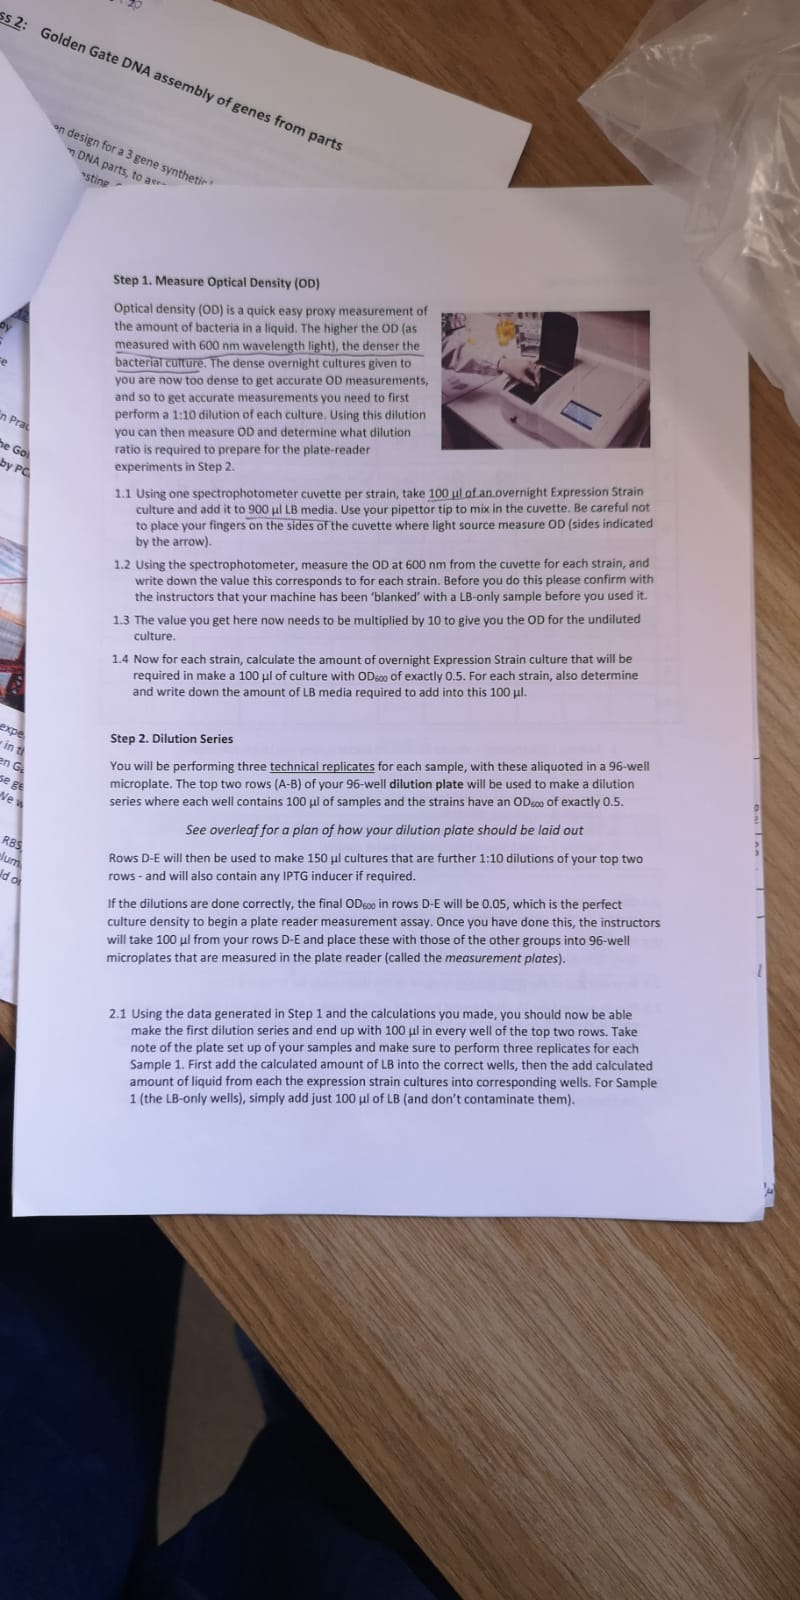 ss 2: Golden Gate DNA assembly of genes from parts
en design for a 3 gene synthetic
DNA parts, to
Step 1. Measure Optical Density (OD)
Optical density (OD) is a quick easy proxy measurement of
the amount of bacteria in a liquid. The higher the OD (as
measured with 600 nm wavelength light), the denser the
bacterial culture. The dense overnight cultures given to
you are now too dense to get accurate OD measurements,
and so to get accurate measurements you need to first
perform a 1:10 dilution of each culture. Using this dilution
you can then measure OD and determine what dilution
ratio is required to prepare for the plate-reader
experiments in Step 2.
1.1 Using one spectrophotometer cuvette per strain, take 100 µl of an overnight Expression Strain
culture and add it to 900 µl LB media. Use your pipettor tip to mix in the cuvette. Be careful not
to place your fingers on the sides of the cuvette where light source measure OD (sides indicated
by the arrow).
1.2 Using the spectrophotometer, measure the OD at 600 nm from the cuvette for each strain, and
write down the value this corresponds to for each strain. Before you do this please confirm with
the instructors that your machine has been 'blanked' with a LB-only sample before you used it.
1.3 The value you get here now needs to be multiplied by 10 to give you the OD for the undiluted
culture.
1.4 Now for each strain, calculate the amount of overnight Expression Strain culture that will be
required in make a 100 µl of culture with OD600 of exactly 0.5. For each strain, also determine
and write down the amount of LB media required to add into this 100 µl.
Step 2. Dilution Series
You will be performing three technical replicates for each sample, with these aliquoted in a 96-well
microplate. The top two rows (A-B) of your 96-well dilution plate will be used to make a dilution
series where each well contains 100 µl of samples and the strains have an OD600 of exactly 0.5.
See overleaf for a plan of how your dilution plate should be laid out
Rows D-E will then be used to make 150 µl cultures that are further 1:10 dilutions of your top two
rows - and will also contain any IPTG inducer if required.
If the dilutions are done correctly, the final OD600 in rows D-E will be 0.05, which is the perfect
culture density to begin a plate reader measurement assay. Once you have done this, the instructors
will take 100 µl from your rows D-E and place these with those of the other groups into 96-well
microplates that are measured in the plate reader (called the measurement plates).
2.1 Using the data generated in Step 1 and the calculations you made, you should now be able
make the first dilution series and end up with 100 µl in every well of the top two rows. Take
note of the plate set up of your samples and make sure to perform three replicates for each
Sample 1. First add the calculated amount of LB into the correct wells, then the add calculated
amount of liquid from each the expression strain cultures into corresponding wells. For Sample
1 (the LB-only wells), simply add just 100 µl of LB (and don't contaminate them).